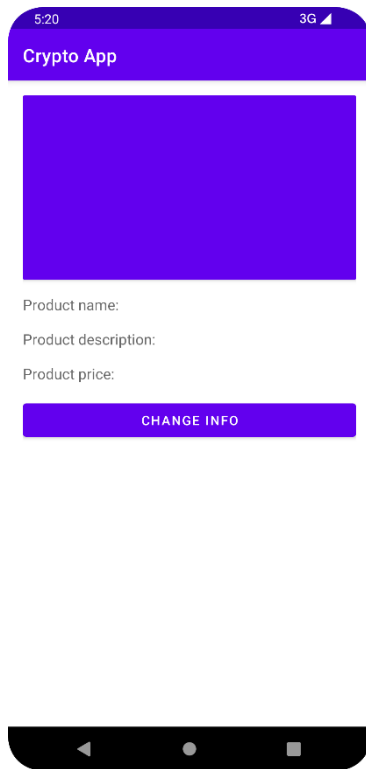 5:20 3G
Crypto App
Product name:
Product description:
Product price:
CHANGE INFO